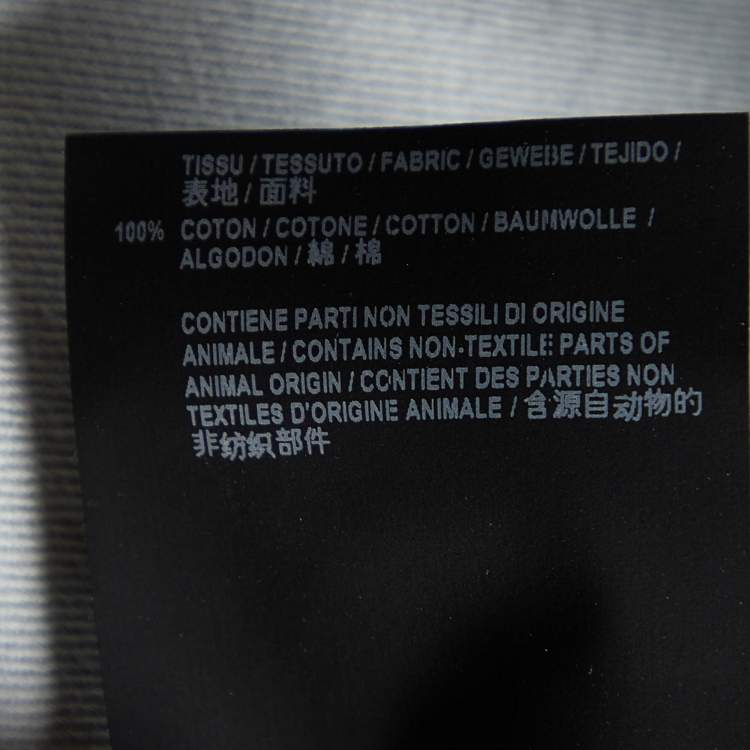 TISSU / TESSUTO / FABRIC / GEWEBE / TEJIDO /
表地 / 面料
100% COTON / COTONE / COTTON / BAUMWOLLE /
ALGODON / 綿 / 棉
CONTIENE PARTI NON TESSILI DI ORIGINE
ANIMALE / CONTAINS NON-TEXTILE PARTS OF
ANIMAL ORIGIN / CONTIENT DES PARTIES NON
TEXTILES D'ORIGINE ANIMALE / 含源自动物的
非纺织部件